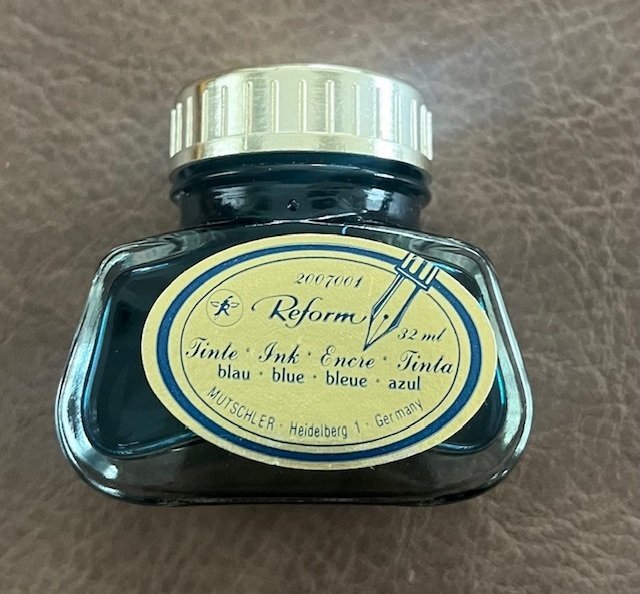 2007001
Reform
32 ml
Tinte · Ink · Encre · Tinta
blau · blue · bleue · azul
MUTSCHLER · Heidelberg 1 · Germany